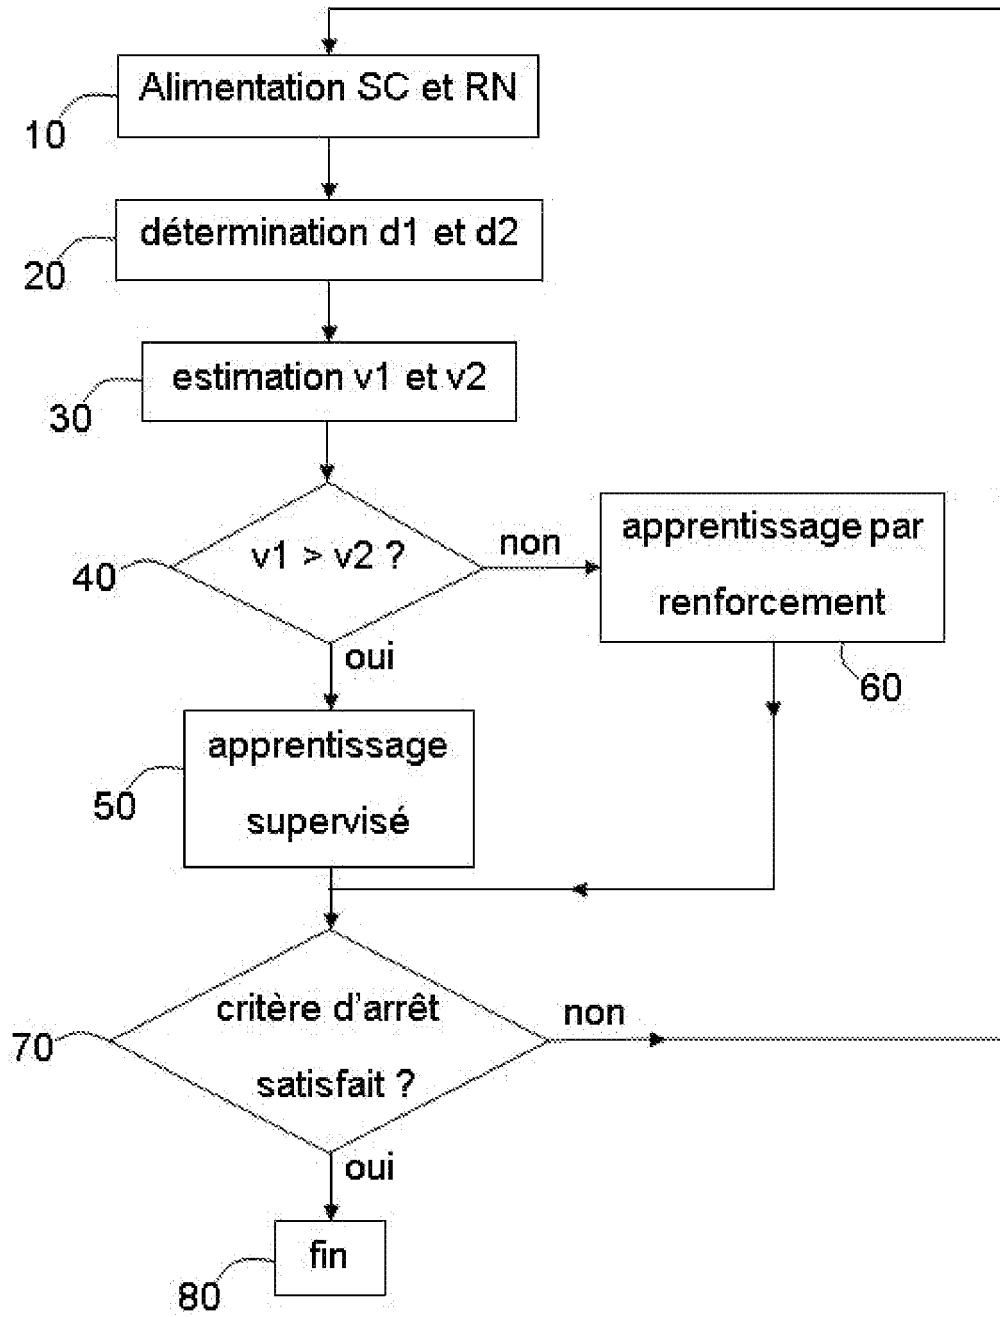 Alimentation SC et RN
10
détermination d1 et d2
20
estimation v1 et v2
30
v1 > v2 ?
40
non
apprentissage par
renforcement
60
oui
apprentissage
supervisé
50
critère d'arrêt
satisfait ?
70
non
oui
fin
80